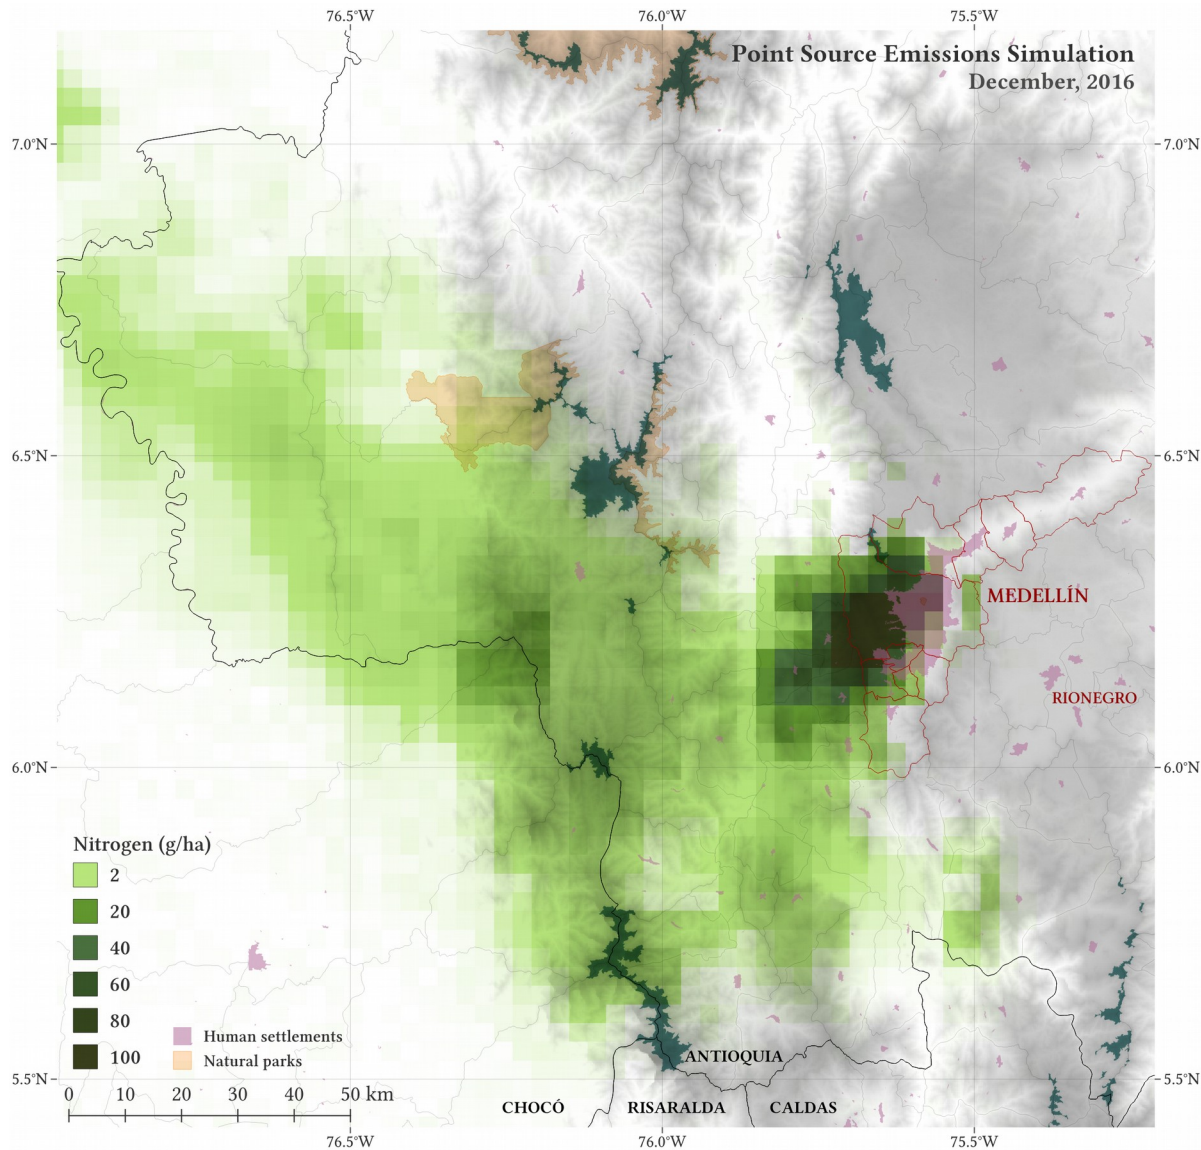 76.5°W
76.0°W
75.5°W
Point Source Emissions Simulation
December, 2016
7.0°N
7.0°N
6.5°N
6.5°N
MEDELLÍN
RIONEGRO
6.0°N
6.0°N
Nitrogen (g/ha)
2
20
40
60
80
100
Human settlements
Natural parks
ANTIOQUIA
5.5°N
5.5°N
0 10 20 30 40 50 km
CHOCÓ
RISARALDA
CALDAS
76.5°W
76.0°W
75.5°W